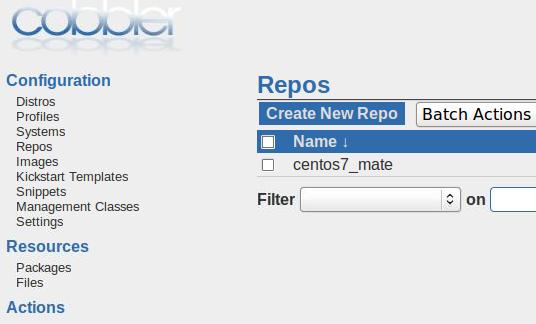 cobbler
Configuration
Distros
Profiles
Systems
Repos
Images
Kickstart Templates
Snippets
Management Classes
Settings
Resources
Packages
Files
Actions
Repos
Create New Repo Batch Actions
Name ↓
centos7_mate
Filter on